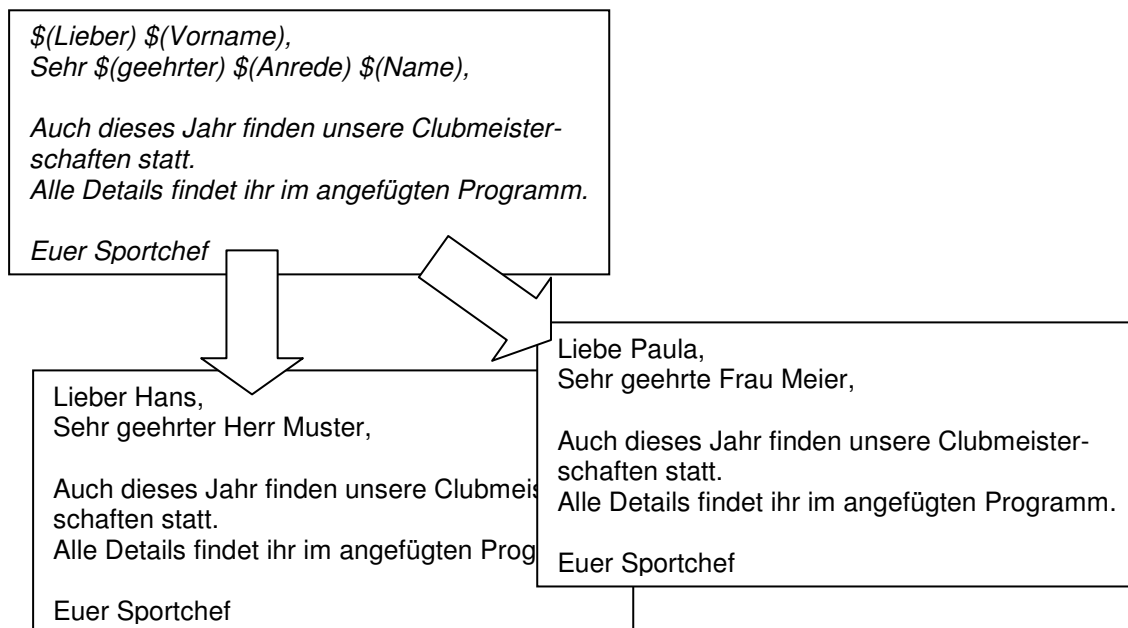 $(Lieber) $(Vorname),
Sehr $(geehrter) $(Anrede) $(Name),
Auch dieses Jahr finden unsere Clubmeister-
schaften statt.
Alle Details findet ihr im angefügten Programm.
Euer Sportchef
Lieber Hans,
Sehr geehrter Herr Muster,
Auch dieses Jahr finden unsere Clubmeis
schaften statt.
Alle Details findet ihr im angefügten Prog
Euer Sportchef
Liebe Paula,
Sehr geehrte Frau Meier,
Auch dieses Jahr finden unsere Clubmeister-
schaften statt.
Alle Details findet ihr im angefügten Programm.
Euer Sportchef